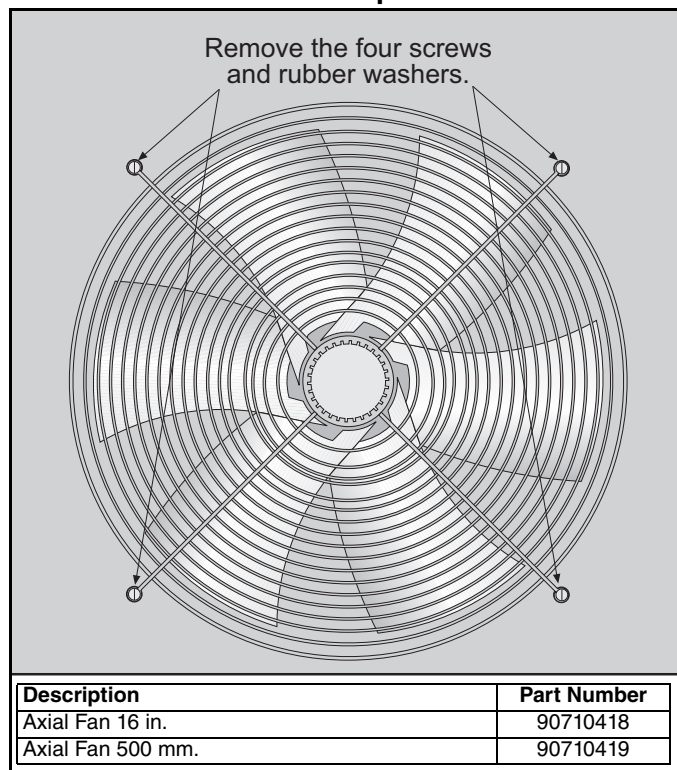 Remove the four screws
and rubber washers.
Description Part Number
Axial Fan 16 in. 90710418
Axial Fan 500 mm. 90710419